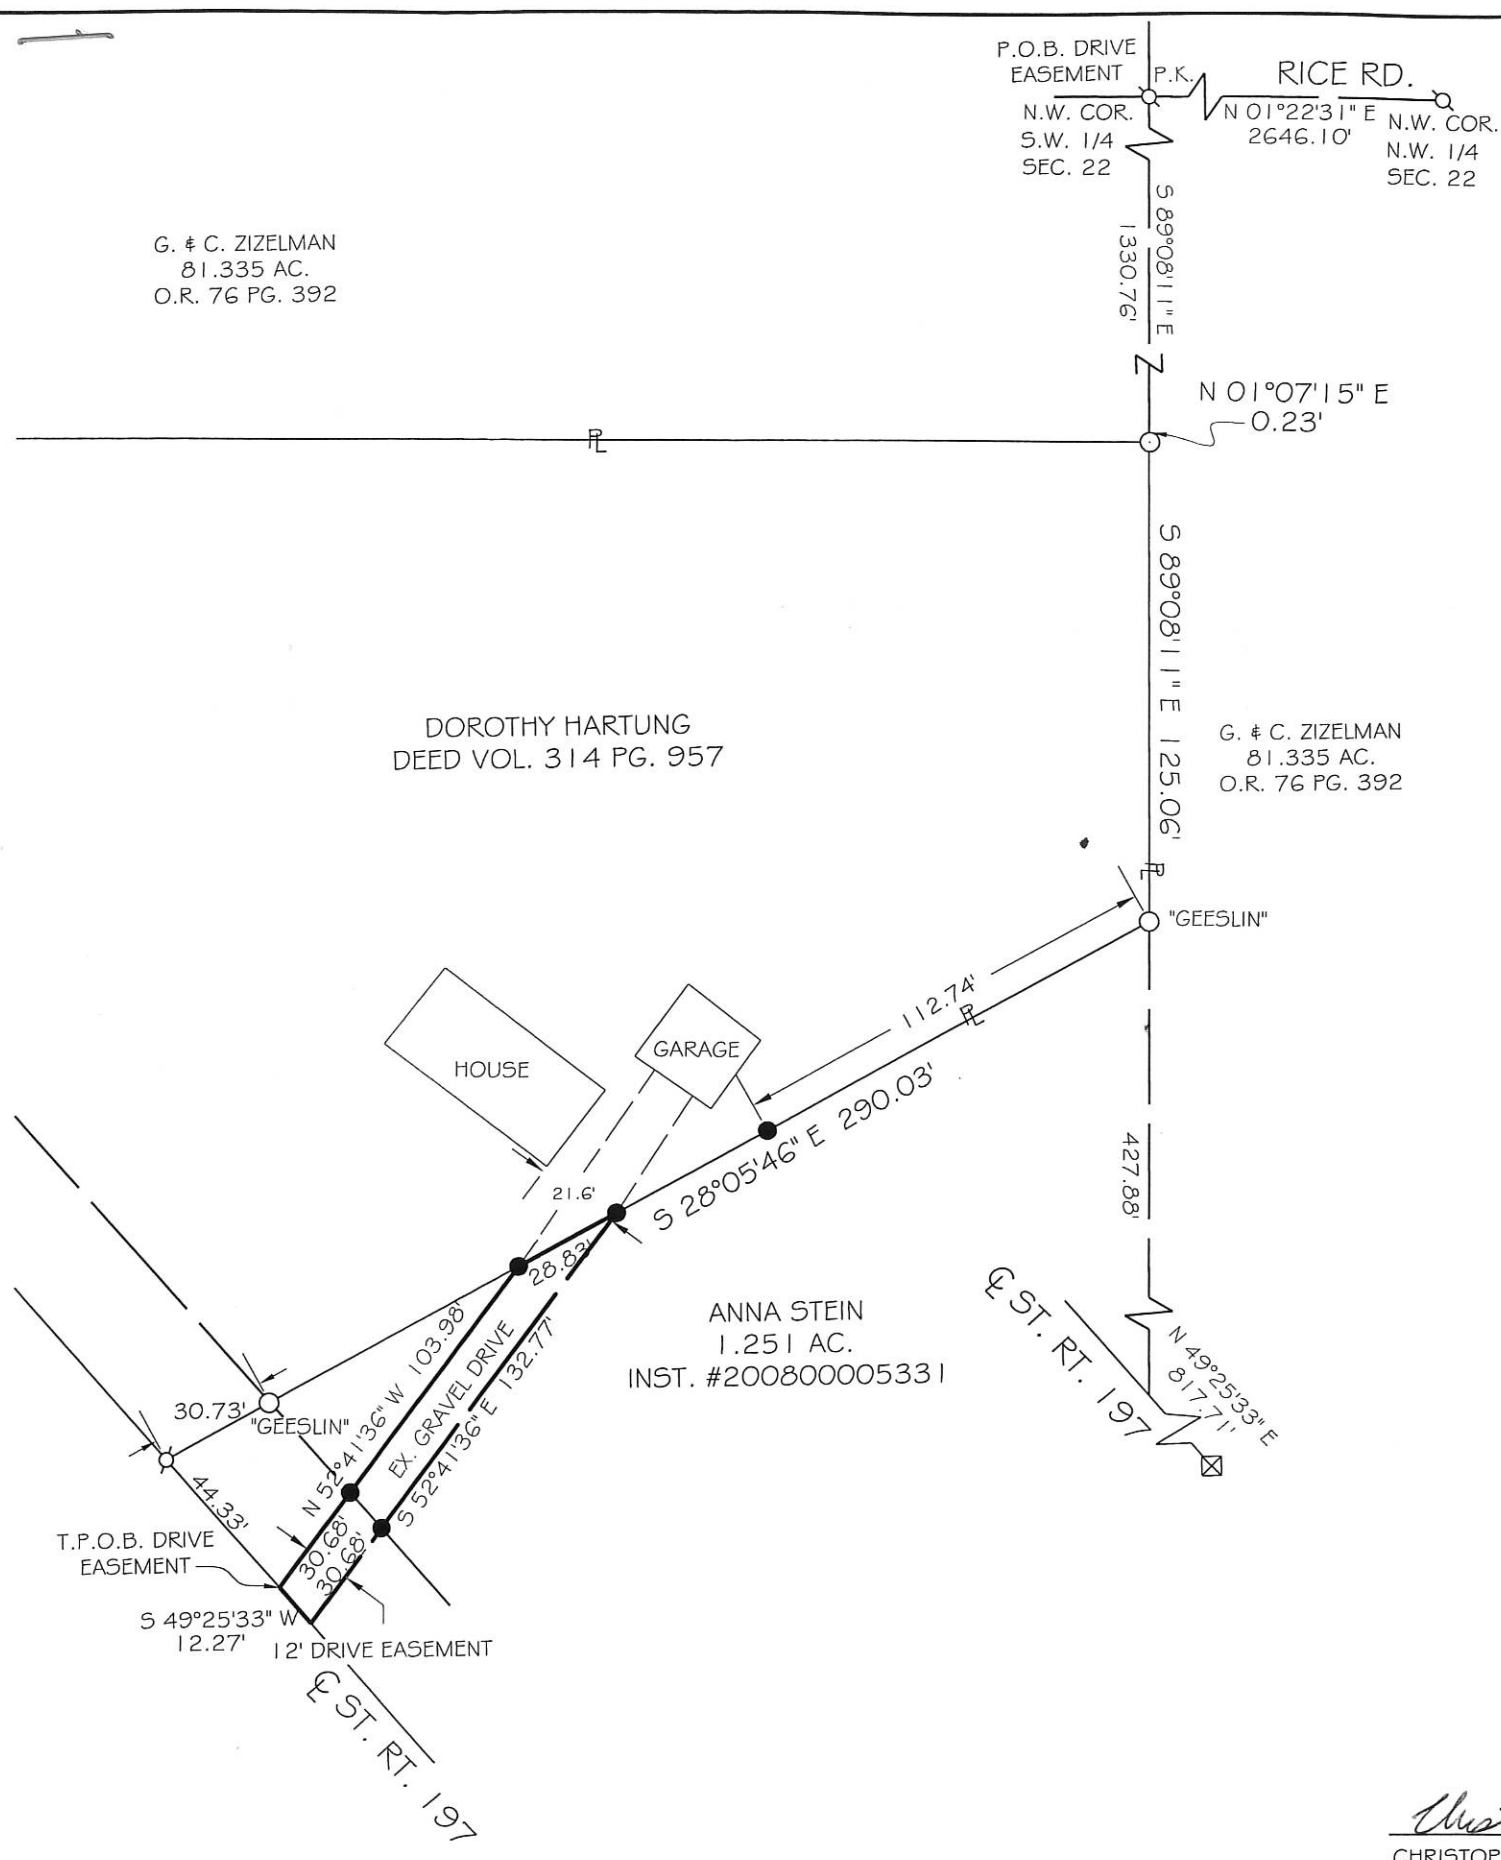 P.O.B. DRIVE
EASEMENT
P.K.
RICE RD.
N.W. COR.
S.W. 1/4
SEC. 22
N 01°22'31" E
2646.10'
N.W. COR.
N.W. 1/4
SEC. 22
S 89°08'11" E
1330.76'
G. & C. ZIZELMAN
81.335 AC.
O.R. 76 PG. 392
N 01°07'15" E
0.23'
PL
S 89°08'11" E 125.06'
DOROTHY HARTUNG
DEED VOL. 314 PG. 957
G. & C. ZIZELMAN
81.335 AC.
O.R. 76 PG. 392
PL
"GEESLIN"
112.74'
PL
HOUSE
GARAGE
S 28°05'46" E 290.03'
427.88'
21.6'
28.83'
CL ST. RT. 197
N 49°25'33" E
817.71'
ANNA STEIN
1.251 AC.
INST. #200800005331
N 52°41'36" W 103.98'
EX. GRAVEL DRIVE
S 52°41'36" E 132.77'
30.73'
"GEESLIN"
44.33'
30.68'
30.68'
T.P.O.B. DRIVE
EASEMENT
S 49°25'33" W
12.27'
12' DRIVE EASEMENT
CL ST. RT. 197
CHRISTOP